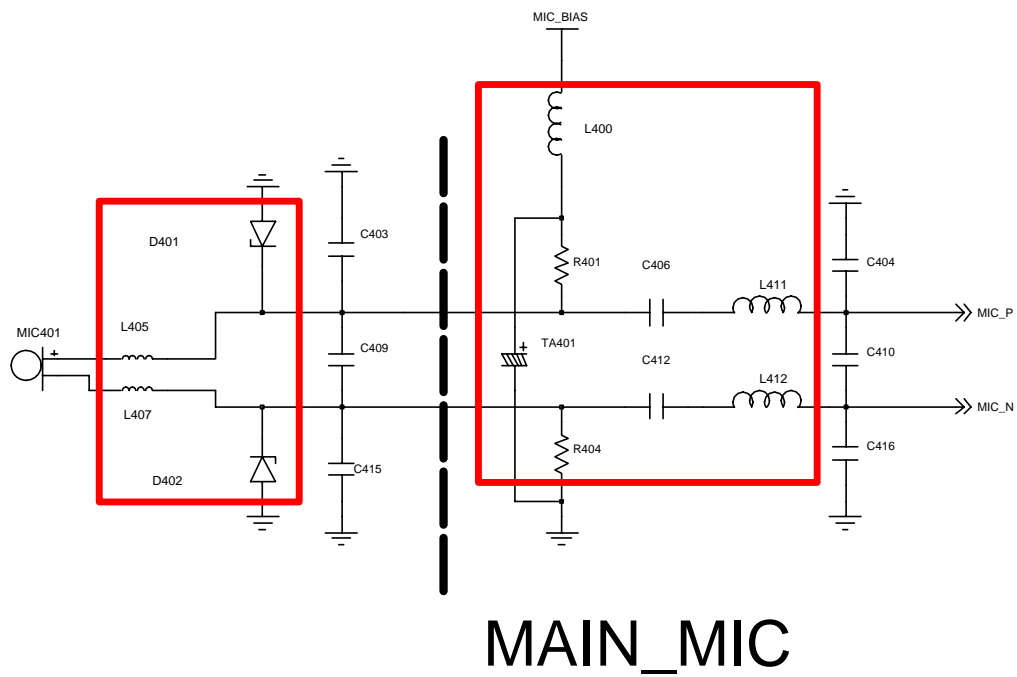 MIC_BIAS
L400
D401
C403
R401
C406
C404
L411
MIC_P
MIC401
+
L405
C409
+
TA401
C412
C410
L412
L407
MIC_N
R404
C416
C415
D402
MAIN_MIC